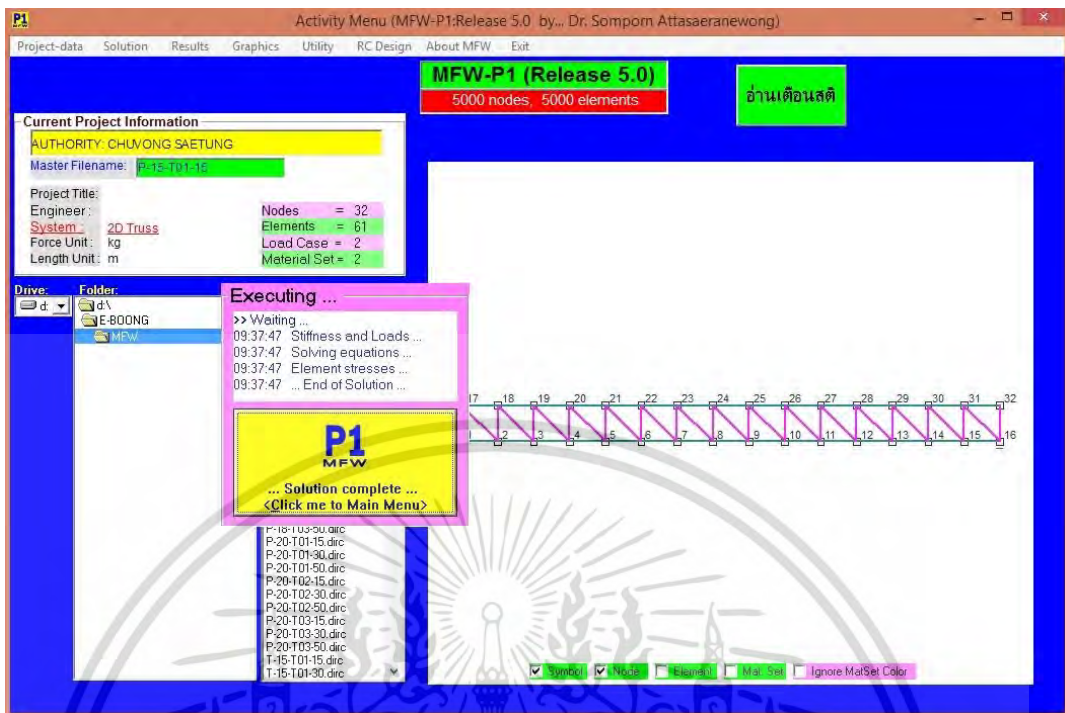 P1
MFW
Activity Menu (MFW-P1:Release 5.0 by... Dr. Somporn Attasaeranewong)
Project-data Solution Results Graphics Utility RC Design About MFW Exit
MFW-P1 (Release 5.0)
5000 nodes, 5000 elements
อ่านเตือนสติ
Current Project Information
AUTHORITY: CHUVONG SAETUNG
Master Filename: P-15-T01-15
Project Title:
Engineer :
System : 2D Truss
Force Unit : kg
Length Unit : m
Nodes = 32
Elements = 61
Load Case = 2
Material Set = 2
Drive: Folder:
d: d:\
E-BOONG
MFW
Executing ...
>> Waiting ...
09:37:47 Stiffness and Loads ...
09:37:47 Solving equations ...
09:37:47 Element stresses ...
09:37:47 ... End of Solution ...
P1
MFW
... Solution complete ...
<Click me to Main Menu>
P-18-T03-50.dirc
P-20-T01-15.dirc
P-20-T01-30.dirc
P-20-T01-50.dirc
P-20-T02-15.dirc
P-20-T02-30.dirc
P-20-T02-50.dirc
P-20-T03-15.dirc
P-20-T03-30.dirc
P-20-T03-50.dirc
T-15-T01-15.dirc
T-15-T01-30.dirc
17 18 19 20 21 22 23 24 25 26 27 28 29 30 31 32
2 3 4 5 6 7 8 9 10 11 12 13 14 15 16
Symbol Node Element Mat. Set Ignore MatSet Color